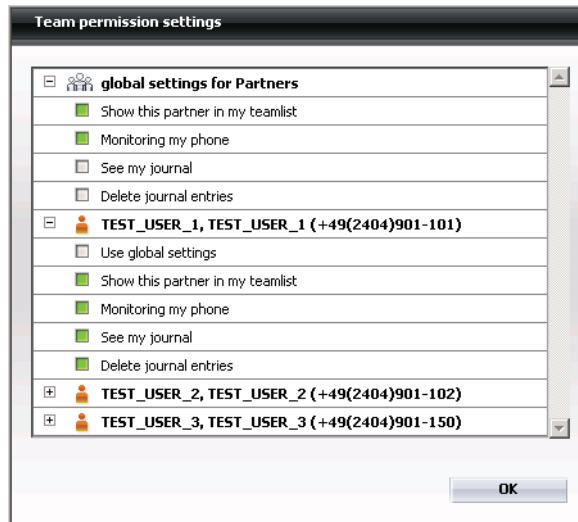 Team permission settings
global settings for Partners
Show this partner in my teamlist
Monitoring my phone
See my journal
Delete journal entries
TEST_USER_1, TEST_USER_1 (+49(2404)901-101)
Use global settings
Show this partner in my teamlist
Monitoring my phone
See my journal
Delete journal entries
TEST_USER_2, TEST_USER_2 (+49(2404)901-102)
TEST_USER_3, TEST_USER_3 (+49(2404)901-150)
OK